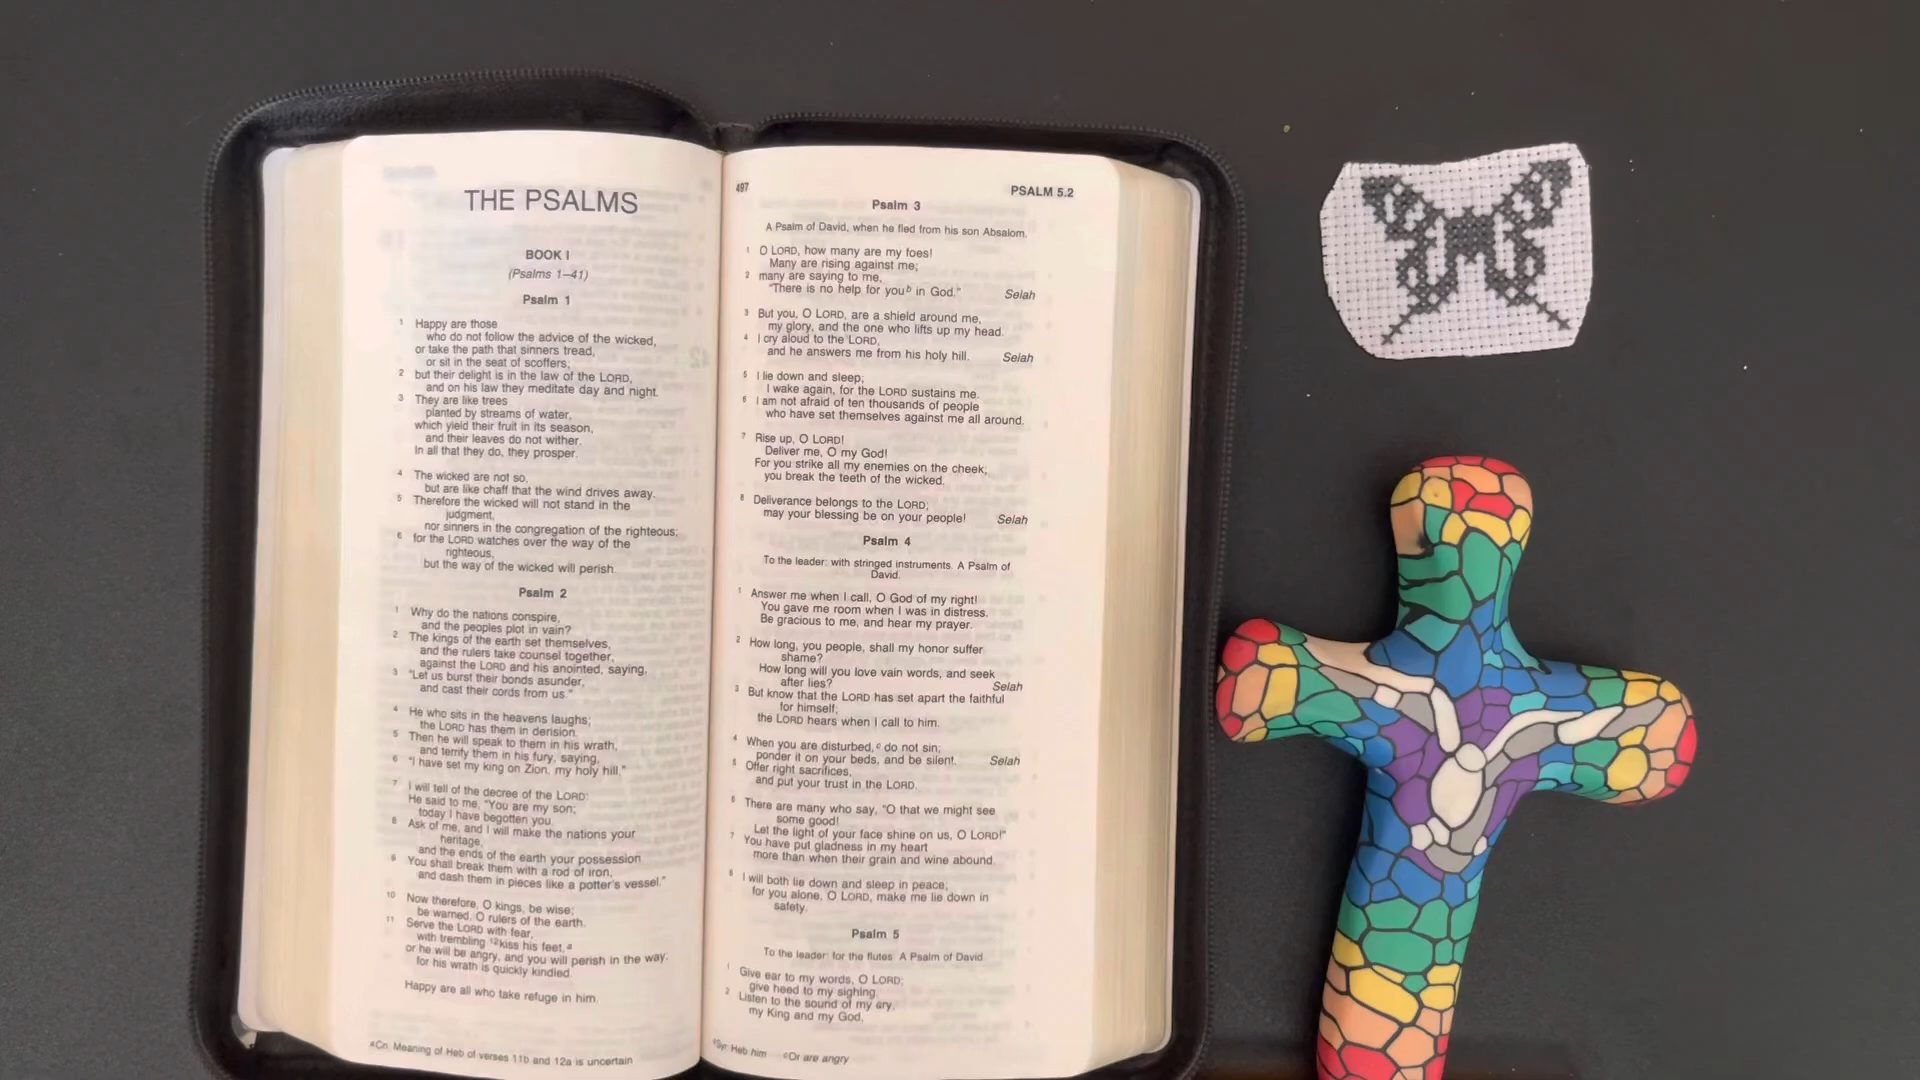 THE PSALMS
BOOK I
(Psalms 1–41)
Psalm 1
1 Happy are those
who do not follow the advice of the wicked,
or take the path that sinners tread,
or sit in the seat of scoffers;
2 but their delight is in the law of the LORD,
and on his law they meditate day and night.
3 They are like trees
planted by streams of water,
which yield their fruit in its season,
and their leaves do not wither.
In all that they do, they prosper.
4 The wicked are not so,
but are like chaff that the wind drives away.
5 Therefore the wicked will not stand in the
judgment,
nor sinners in the congregation of the righteous;
6 for the LORD watches over the way of the
righteous,
but the way of the wicked will perish.
Psalm 2
1 Why do the nations conspire,
and the peoples plot in vain?
2 The kings of the earth set themselves,
and the rulers take counsel together,
against the LORD and his anointed, saying,
3 "Let us burst their bonds asunder,
and cast their cords from us."
4 He who sits in the heavens laughs;
the LORD has them in derision.
5 Then he will speak to them in his wrath,
and terrify them in his fury, saying,
6 "I have set my king on Zion, my holy hill."
7 I will tell of the decree of the LORD:
He said to me, "You are my son;
today I have begotten you.
8 Ask of me, and I will make the nations your
heritage,
and the ends of the earth your possession.
9 You shall break them with a rod of iron,
and dash them in pieces like a potter's vessel."
10 Now therefore, O kings, be wise;
be warned, O rulers of the earth.
11 Serve the LORD with fear,
with trembling 12 kiss his feet, a
or he will be angry, and you will perish in the way;
for his wrath is quickly kindled.
Happy are all who take refuge in him.
a Cn: Meaning of Heb of verses 11b and 12a is uncertain
497 PSALM 5.2
Psalm 3
A Psalm of David, when he fled from his son Absalom.
1 O LORD, how many are my foes!
Many are rising against me;
2 many are saying to me,
"There is no help for you b in God." Selah
3 But you, O LORD, are a shield around me,
my glory, and the one who lifts up my head.
4 I cry aloud to the LORD,
and he answers me from his holy hill. Selah
5 I lie down and sleep;
I wake again, for the LORD sustains me.
6 I am not afraid of ten thousands of people
who have set themselves against me all around.
7 Rise up, O LORD!
Deliver me, O my God!
For you strike all my enemies on the cheek;
you break the teeth of the wicked.
8 Deliverance belongs to the LORD;
may your blessing be on your people! Selah
Psalm 4
To the leader: with stringed instruments. A Psalm of
David.
1 Answer me when I call, O God of my right!
You gave me room when I was in distress.
Be gracious to me, and hear my prayer.
2 How long, you people, shall my honor suffer
shame?
How long will you love vain words, and seek
after lies? Selah
3 But know that the LORD has set apart the faithful
for himself;
the LORD hears when I call to him.
4 When you are disturbed, c do not sin;
ponder it on your beds, and be silent. Selah
5 Offer right sacrifices,
and put your trust in the LORD.
6 There are many who say, "O that we might see
some good!
Let the light of your face shine on us, O LORD!"
7 You have put gladness in my heart
more than when their grain and wine abound.
8 I will both lie down and sleep in peace;
for you alone, O LORD, make me lie down in
safety.
Psalm 5
To the leader: for the flutes. A Psalm of David.
1 Give ear to my words, O LORD;
give heed to my sighing.
2 Listen to the sound of my cry,
my King and my God,
b Syr: Heb him c Or are angry